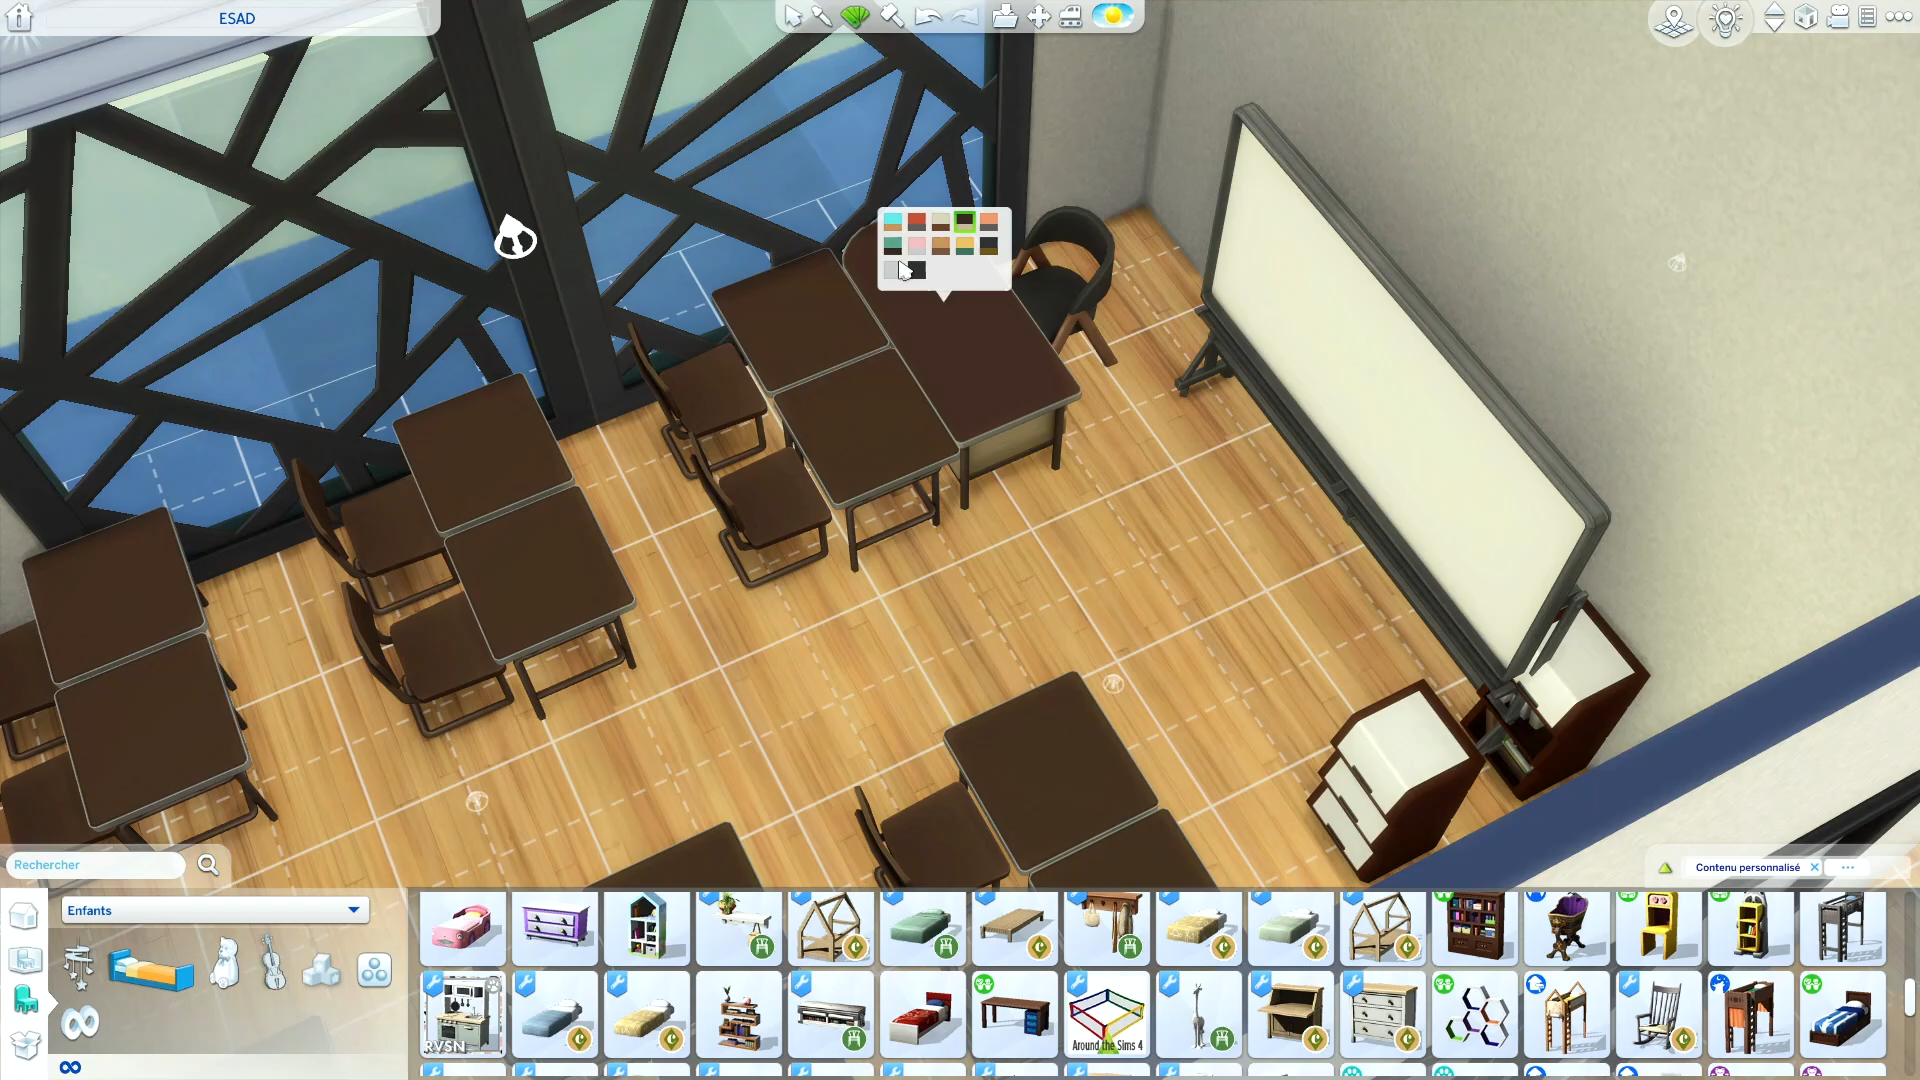 ESAD
Rechercher
Contenu personnalisé
Enfants
RVSN
Around the Sims 4